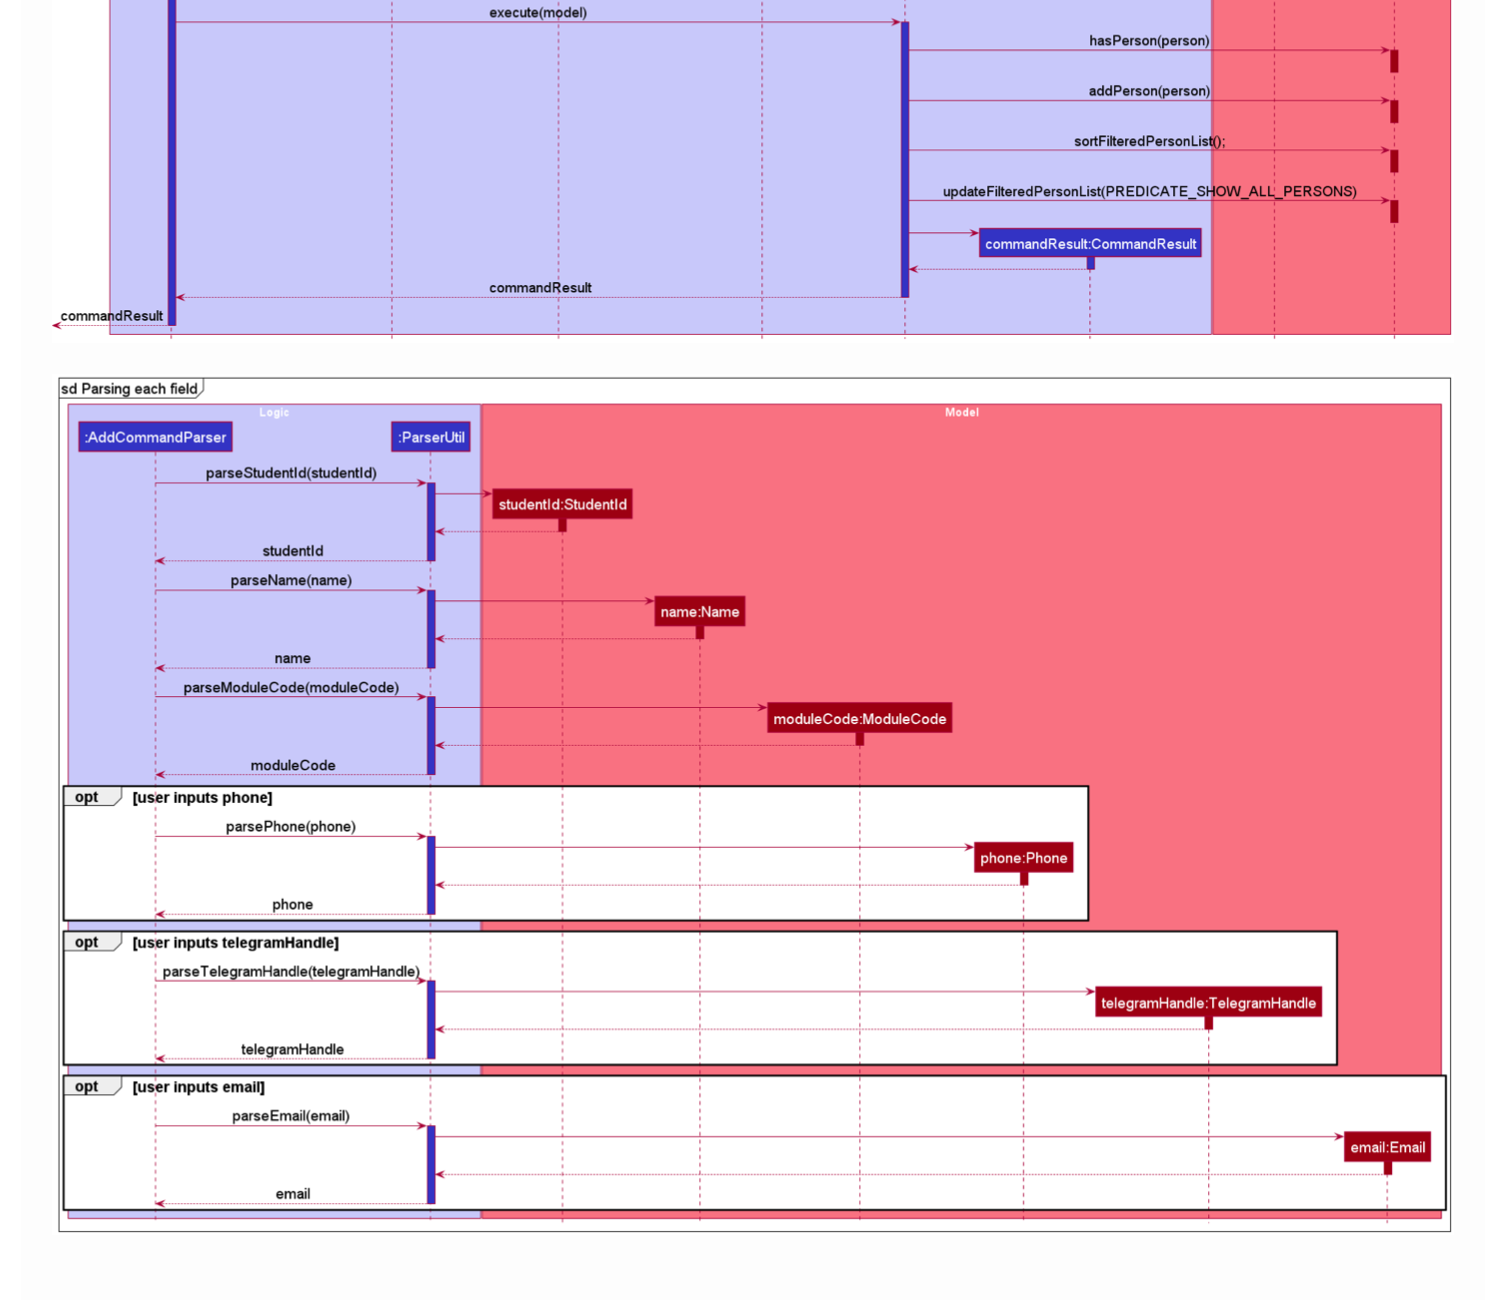 execute(model)
hasPerson(person)
addPerson(person)
sortFilteredPersonList();
updateFilteredPersonList(PREDICATE_SHOW_ALL_PERSONS)
commandResult:CommandResult
commandResult
commandResult
sd Parsing each field
Logic
Model
:AddCommandParser
:ParserUtil
parseStudentId(studentId)
studentId:StudentId
studentId
parseName(name)
name:Name
name
parseModuleCode(moduleCode)
moduleCode:ModuleCode
moduleCode
opt [user inputs phone]
parsePhone(phone)
phone:Phone
phone
opt [user inputs telegramHandle]
parseTelegramHandle(telegramHandle)
telegramHandle:TelegramHandle
telegramHandle
opt [user inputs email]
parseEmail(email)
email:Email
email